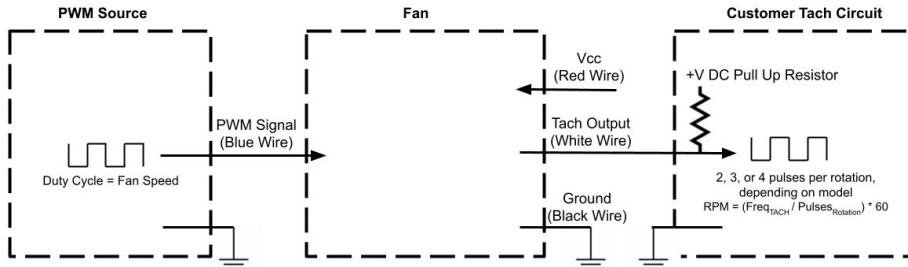 PWM Source
Fan
Customer Tach Circuit
Vcc
(Red Wire)
+V DC Pull Up Resistor
PWM Signal
(Blue Wire)
Tach Output
(White Wire)
Duty Cycle = Fan Speed
2, 3, or 4 pulses per rotation,
depending on model
RPM = (Freq_TACH / Pulses_Rotation) * 60
Ground
(Black Wire)